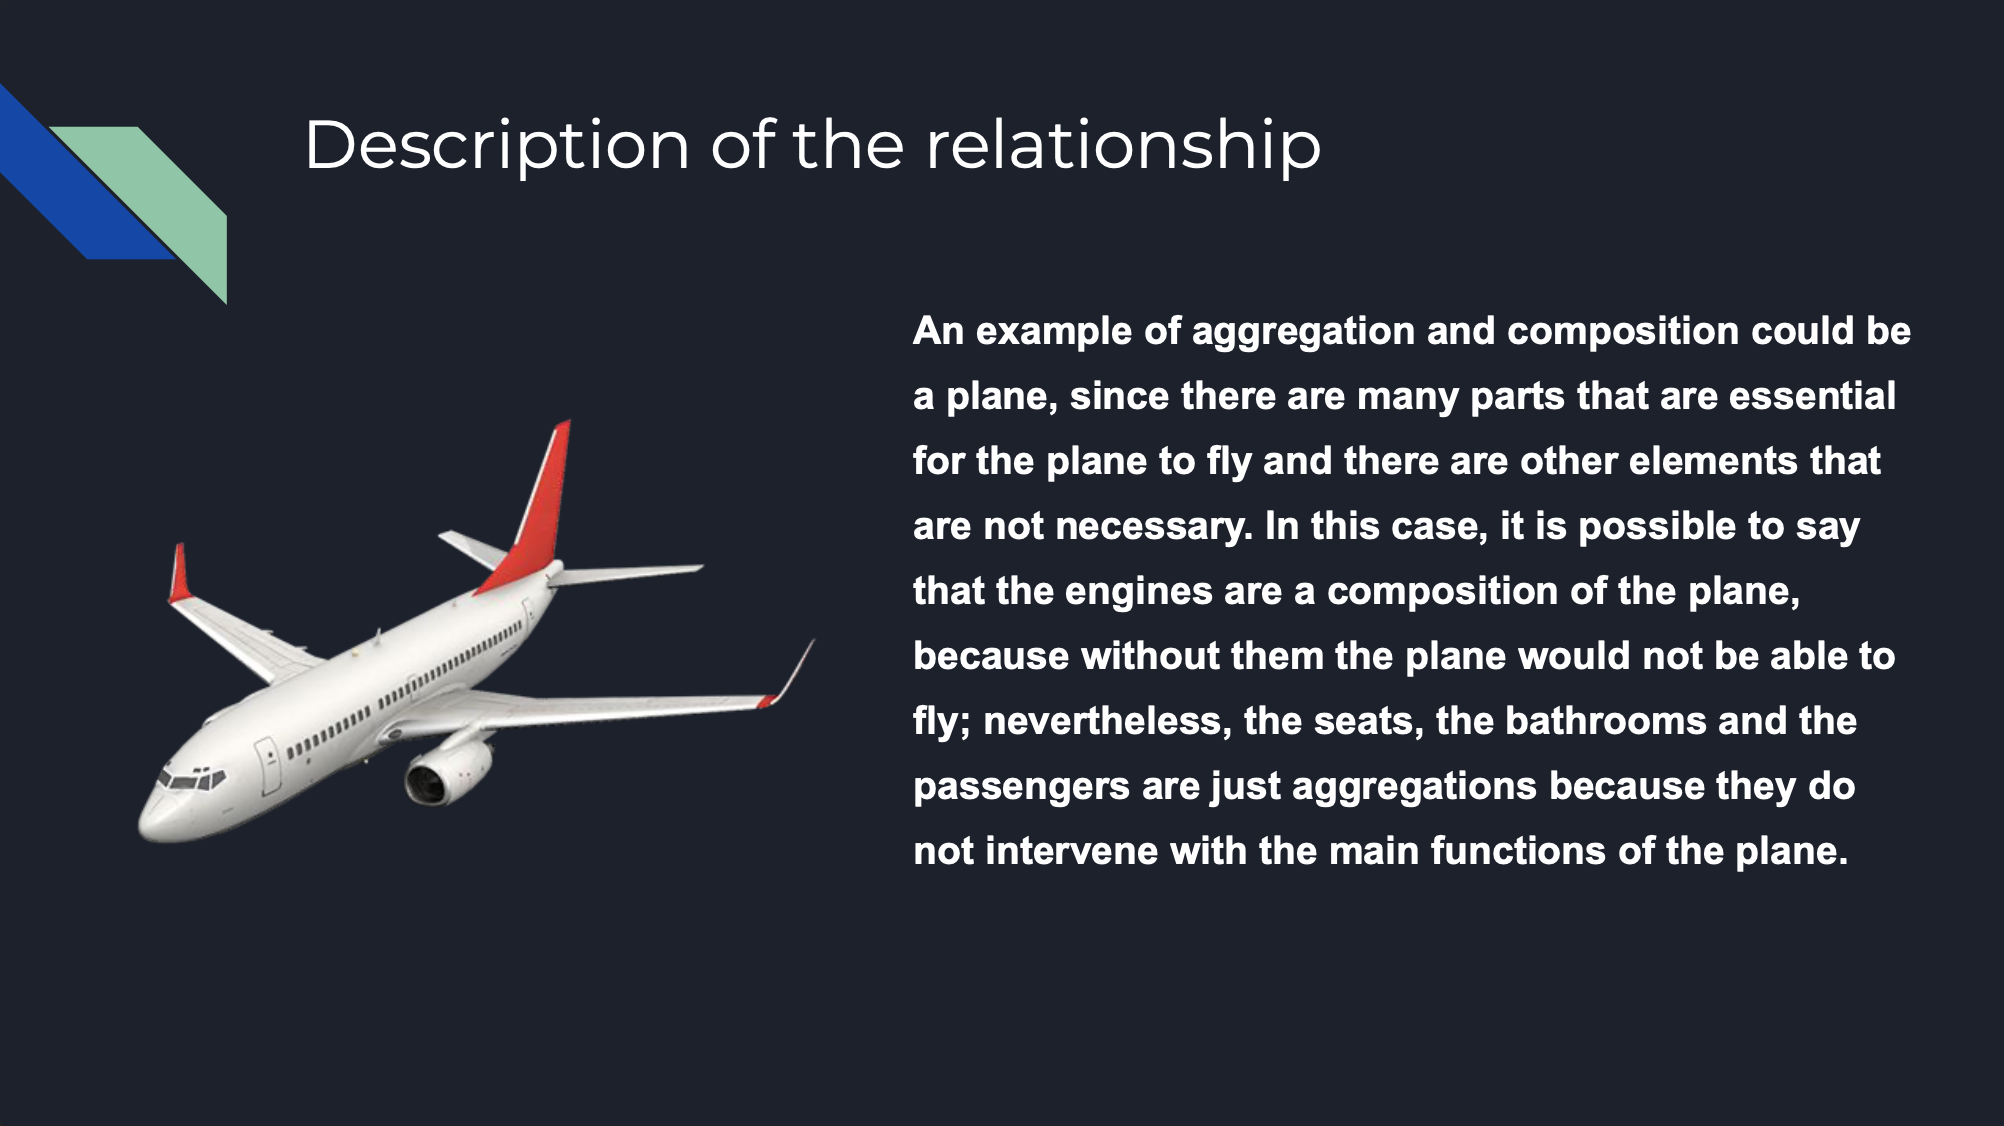 Description of the relationship
An example of aggregation and composition could be
a plane, since there are many parts that are essential
for the plane to fly and there are other elements that
are not necessary. In this case, it is possible to say
that the engines are a composition of the plane,
because without them the plane would not be able to
fly; nevertheless, the seats, the bathrooms and the
passengers are just aggregations because they do
not intervene with the main functions of the plane.